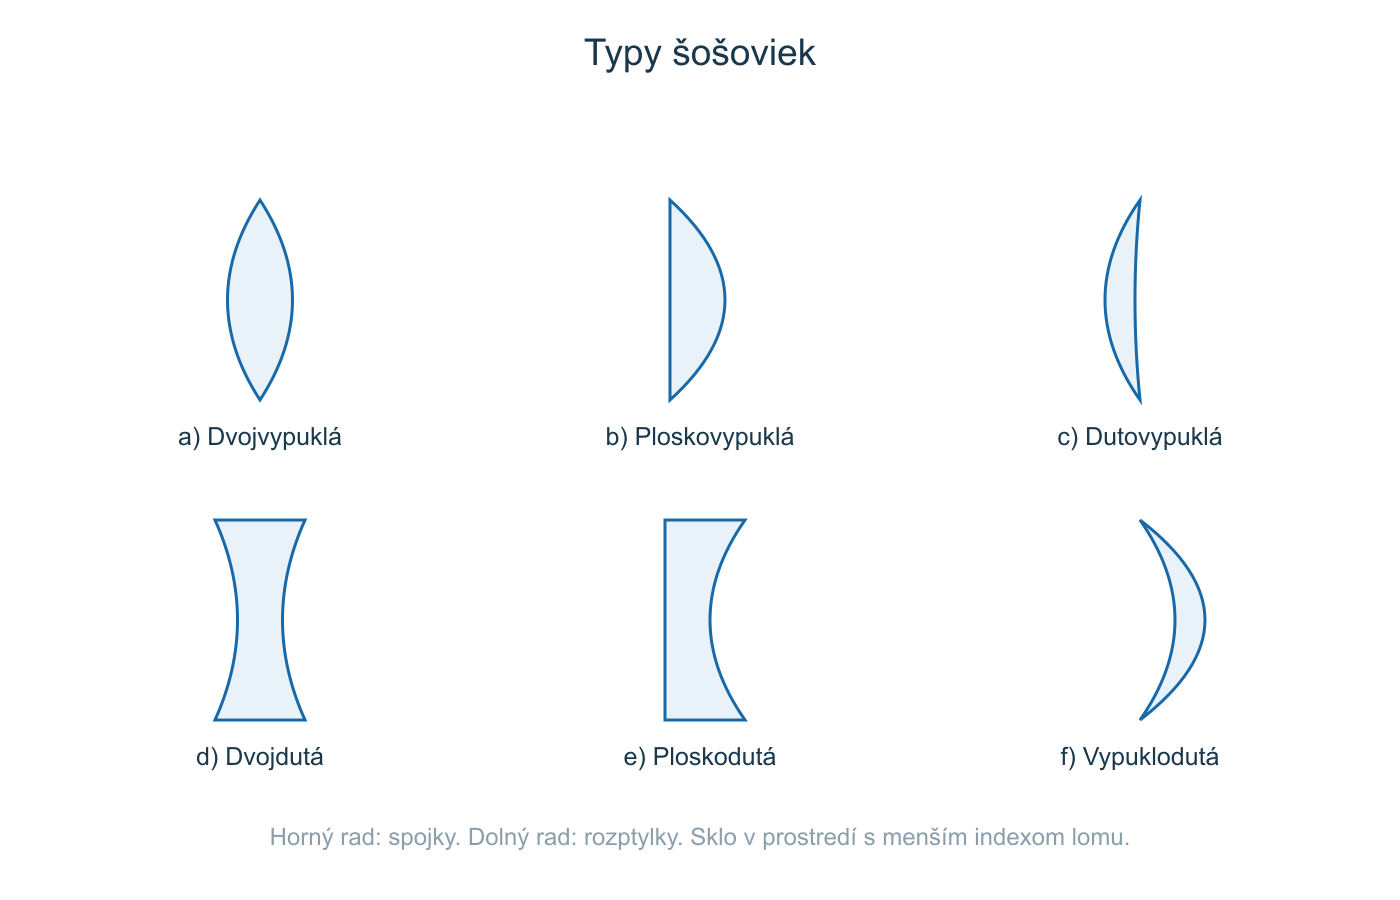 Typy šošoviek
a) Dvojvypuklá
b) Ploskovypuklá
c) Dutovypuklá
d) Dvojdutá
e) Ploskodutá
f) Vypuklodutá
Horný rad: spojky. Dolný rad: rozptylky. Sklo v prostredí s menším indexom lomu.